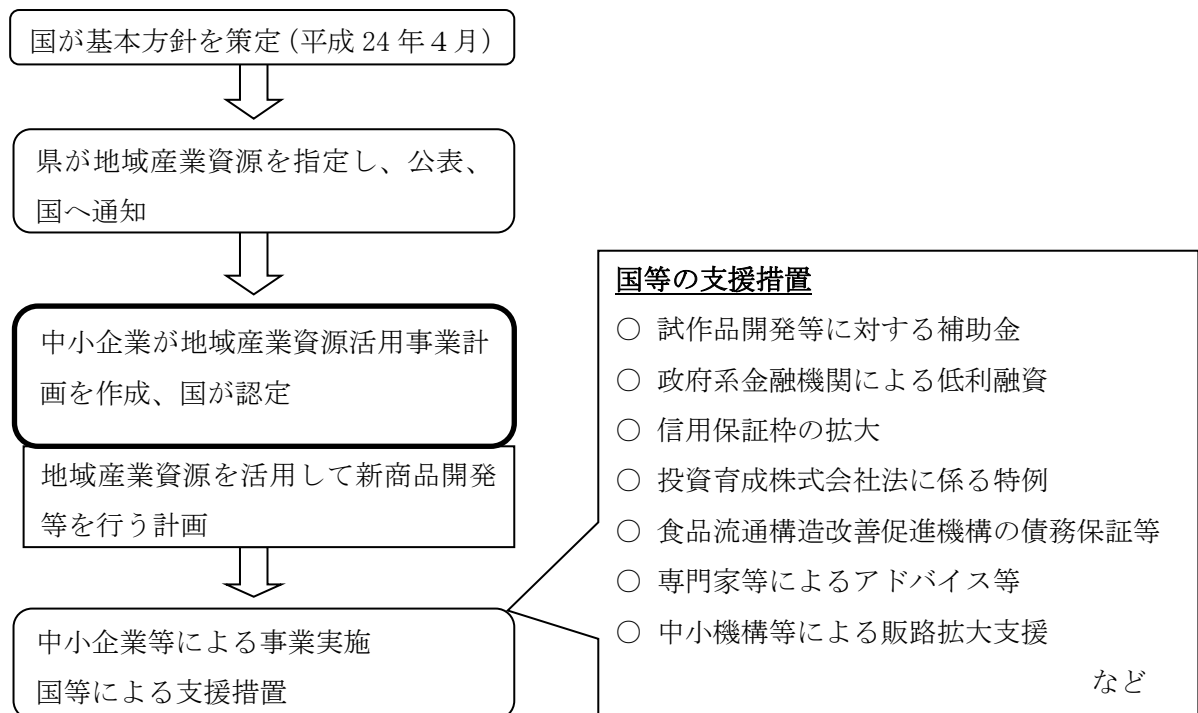 国が基本方針を策定（平成 24 年４月）
県が地域産業資源を指定し、公表、
国へ通知
中小企業が地域産業資源活用事業計
画を作成、国が認定
地域産業資源を活用して新商品開発
等を行う計画
中小企業等による事業実施
国等による支援措置
国等の支援措置
○ 試作品開発等に対する補助金
○ 政府系金融機関による低利融資
○ 信用保証枠の拡大
○ 投資育成株式会社法に係る特例
○ 食品流通構造改善促進機構の債務保証等
○ 専門家等によるアドバイス等
○ 中小機構等による販路拡大支援
など